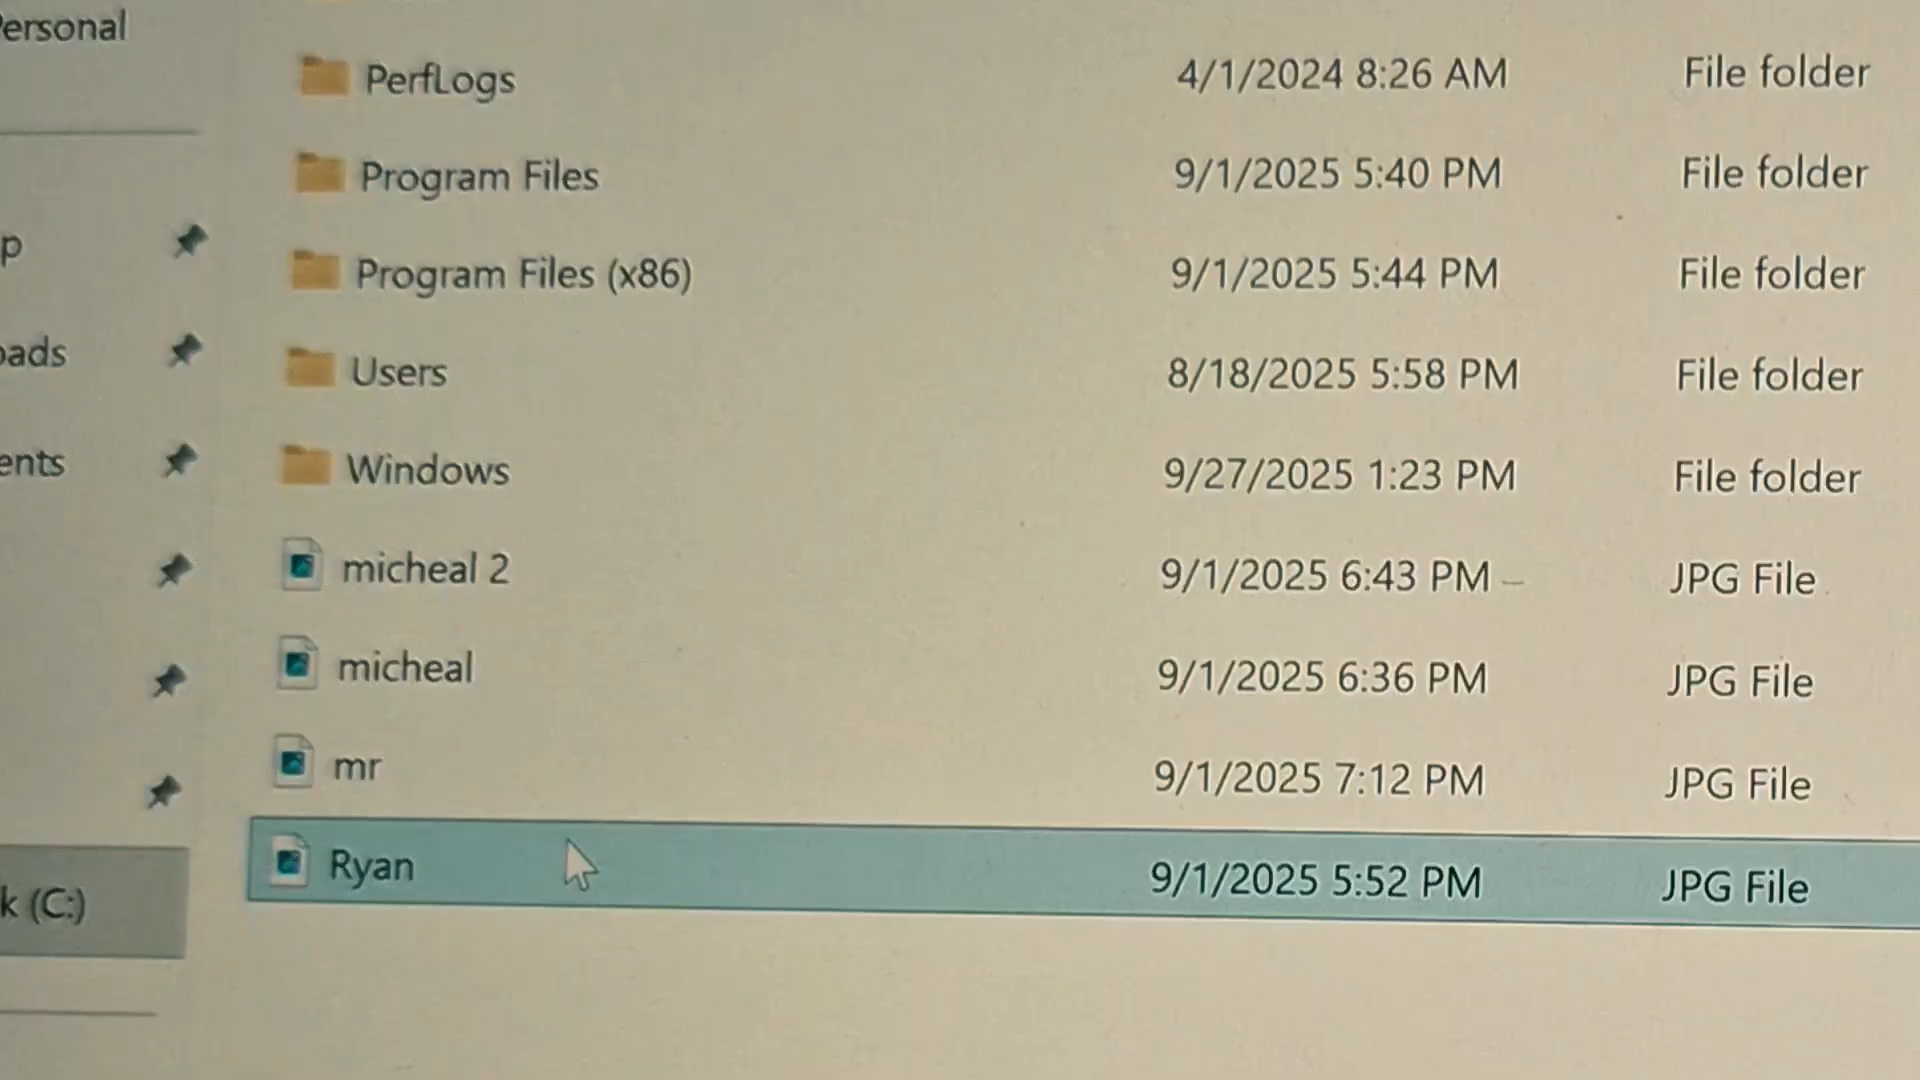 Personal
PerfLogs 4/1/2024 8:26 AM File folder
Program Files 9/1/2025 5:40 PM File folder
p
Program Files (x86) 9/1/2025 5:44 PM File folder
oads
Users 8/18/2025 5:58 PM File folder
ents
Windows 9/27/2025 1:23 PM File folder
micheal 2 9/1/2025 6:43 PM JPG File
micheal 9/1/2025 6:36 PM JPG File
mr 9/1/2025 7:12 PM JPG File
Ryan 9/1/2025 5:52 PM JPG File
k (C:)